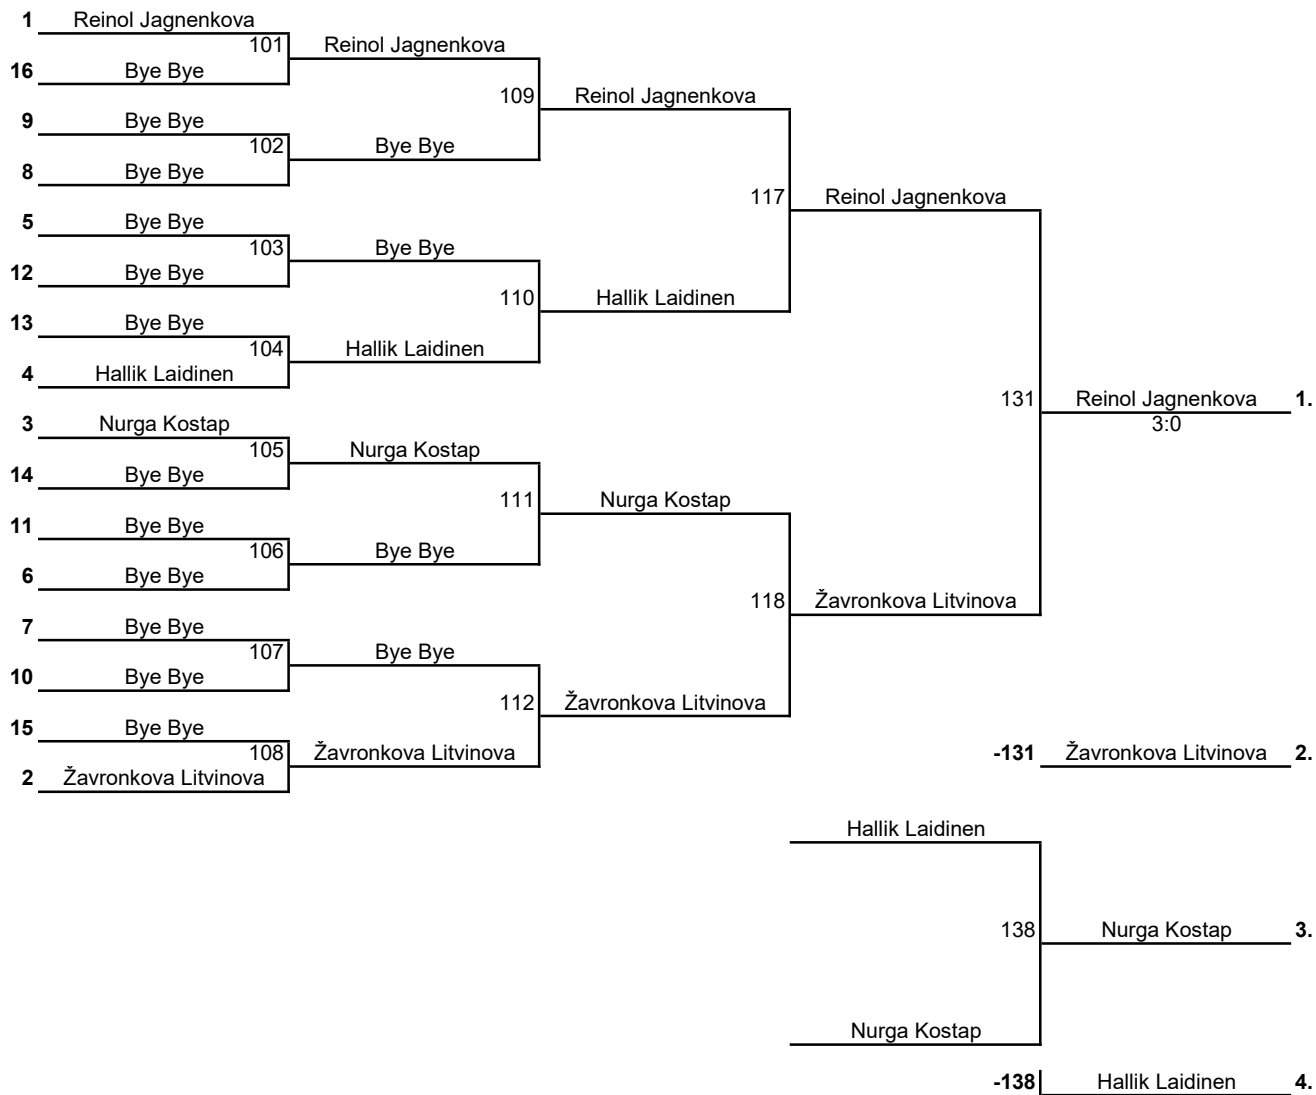 1 Reinol Jagnenkova
101 Reinol Jagnenkova
16 Bye Bye
109 Reinol Jagnenkova
9 Bye Bye
102 Bye Bye
8 Bye Bye
117 Reinol Jagnenkova
5 Bye Bye
103 Bye Bye
12 Bye Bye
110 Hallik Laidinen
13 Bye Bye
104 Hallik Laidinen
4 Hallik Laidinen
131 Reinol Jagnenkova 1.
3:0
3 Nurga Kostap
105 Nurga Kostap
14 Bye Bye
111 Nurga Kostap
11 Bye Bye
106 Bye Bye
6 Bye Bye
118 Žavronkova Litvinova
7 Bye Bye
107 Bye Bye
10 Bye Bye
112 Žavronkova Litvinova
15 Bye Bye
108 Žavronkova Litvinova
2 Žavronkova Litvinova
-131 Žavronkova Litvinova 2.
Hallik Laidinen
138 Nurga Kostap 3.
Nurga Kostap
-138 Hallik Laidinen 4.